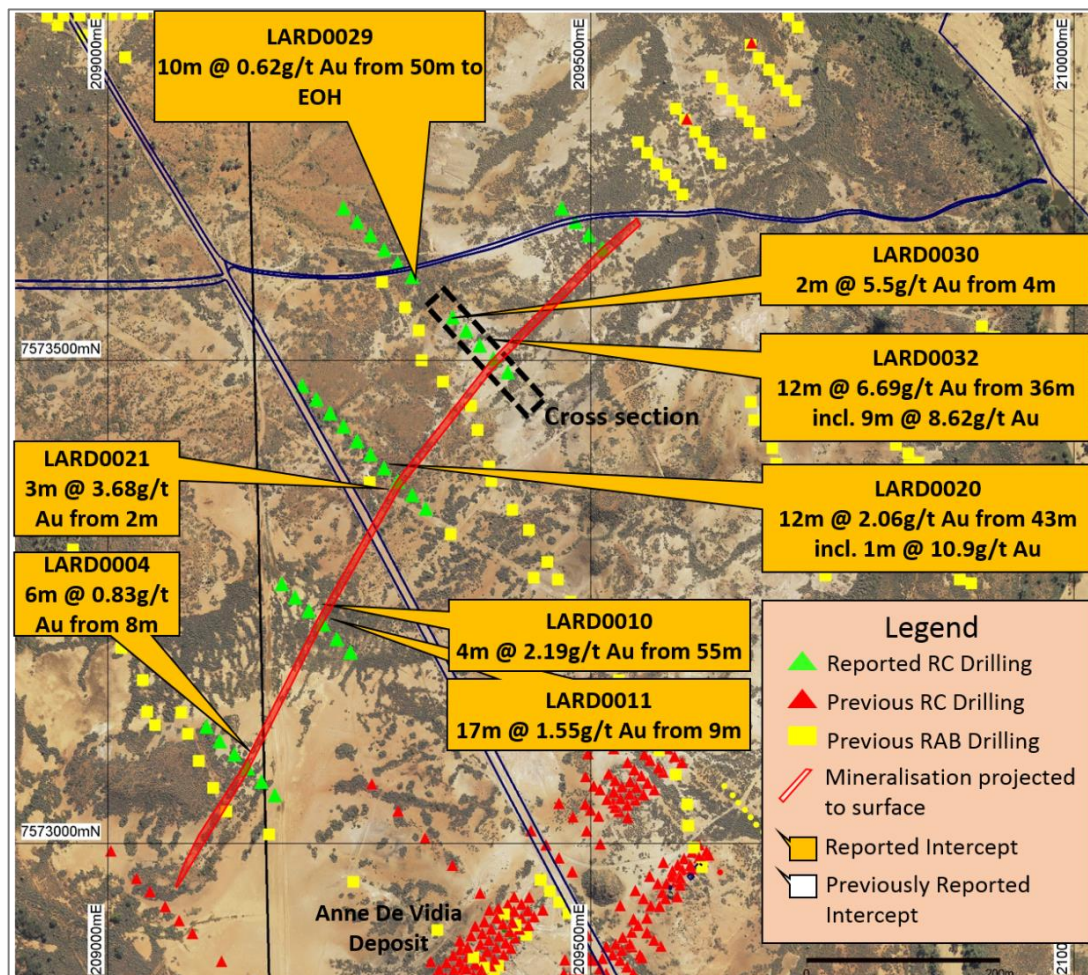 209000mE
209500mE
210000mE
LARD0029
10m @ 0.62g/t Au from 50m to
EOH
LARD0030
2m @ 5.5g/t Au from 4m
7573500mN
LARD0032
12m @ 6.69g/t Au from 36m
incl. 9m @ 8.62g/t Au
Cross section
LARD0021
3m @ 3.68g/t
Au from 2m
LARD0020
12m @ 2.06g/t Au from 43m
incl. 1m @ 10.9g/t Au
LARD0004
6m @ 0.83g/t
Au from 8m
LARD0010
4m @ 2.19g/t Au from 55m
LARD0011
17m @ 1.55g/t Au from 9m
Legend
Reported RC Drilling
Previous RC Drilling
Previous RAB Drilling
Mineralisation projected
to surface
Reported Intercept
Previously Reported
Intercept
7573000mN
Anne De Vidia
Deposit
209000mE
209500mE